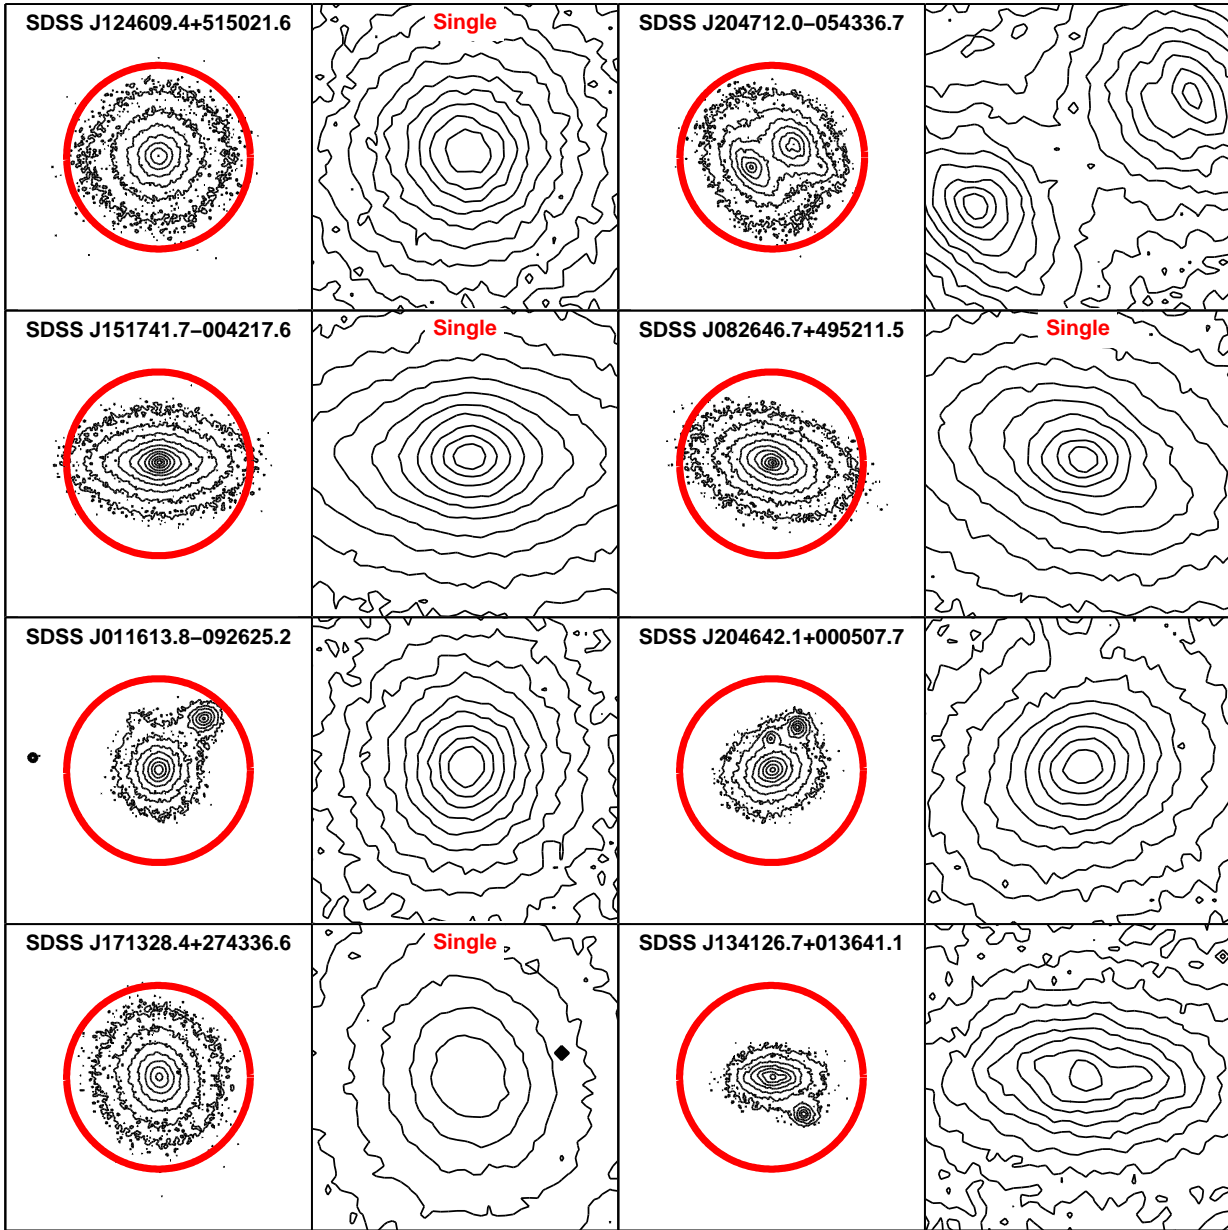 SDSS J124609.4+515021.6
Single
SDSS J204712.0−054336.7
SDSS J151741.7−004217.6
Single
SDSS J082646.7+495211.5
Single
SDSS J011613.8−092625.2
SDSS J204642.1+000507.7
SDSS J171328.4+274336.6
Single
SDSS J134126.7+013641.1